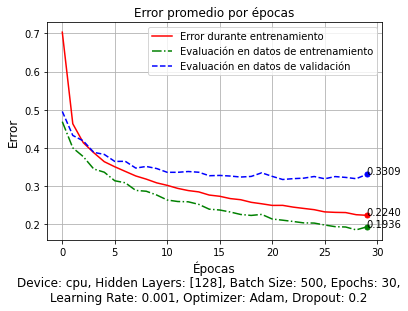 Error promedio por épocas
Error durante entrenamiento
Evaluación en datos de entrenamiento
Evaluación en datos de validación
0.7
0.6
0.5
0.4
0.3
0.2
Error
0.3309
0.2240
0.1936
0 5 10 15 20 25 30
Épocas
Device: cpu, Hidden Layers: [128], Batch Size: 500, Epochs: 30,
Learning Rate: 0.001, Optimizer: Adam, Dropout: 0.2